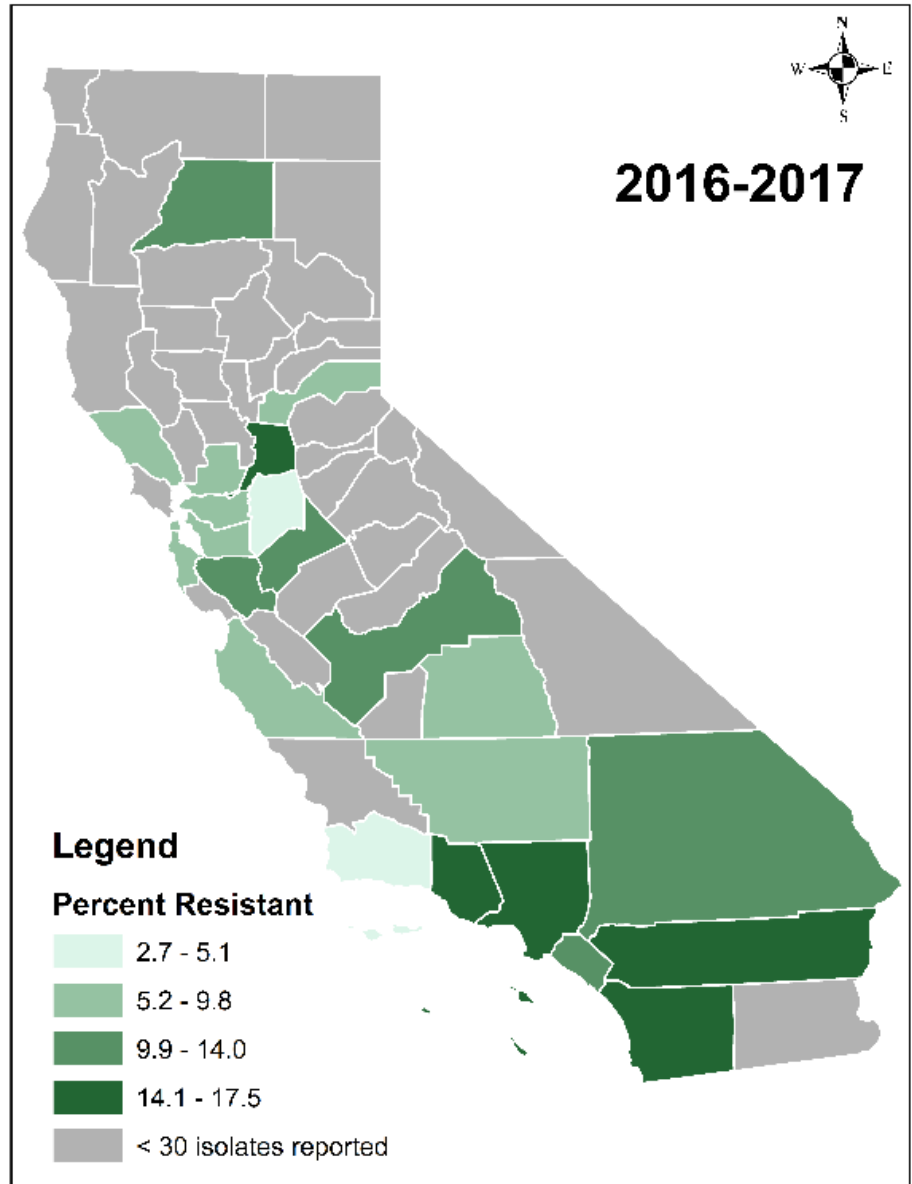 N
W E
S
2016-2017
Legend
Percent Resistant
2.7 - 5.1
5.2 - 9.8
9.9 - 14.0
14.1 - 17.5
< 30 isolates reported